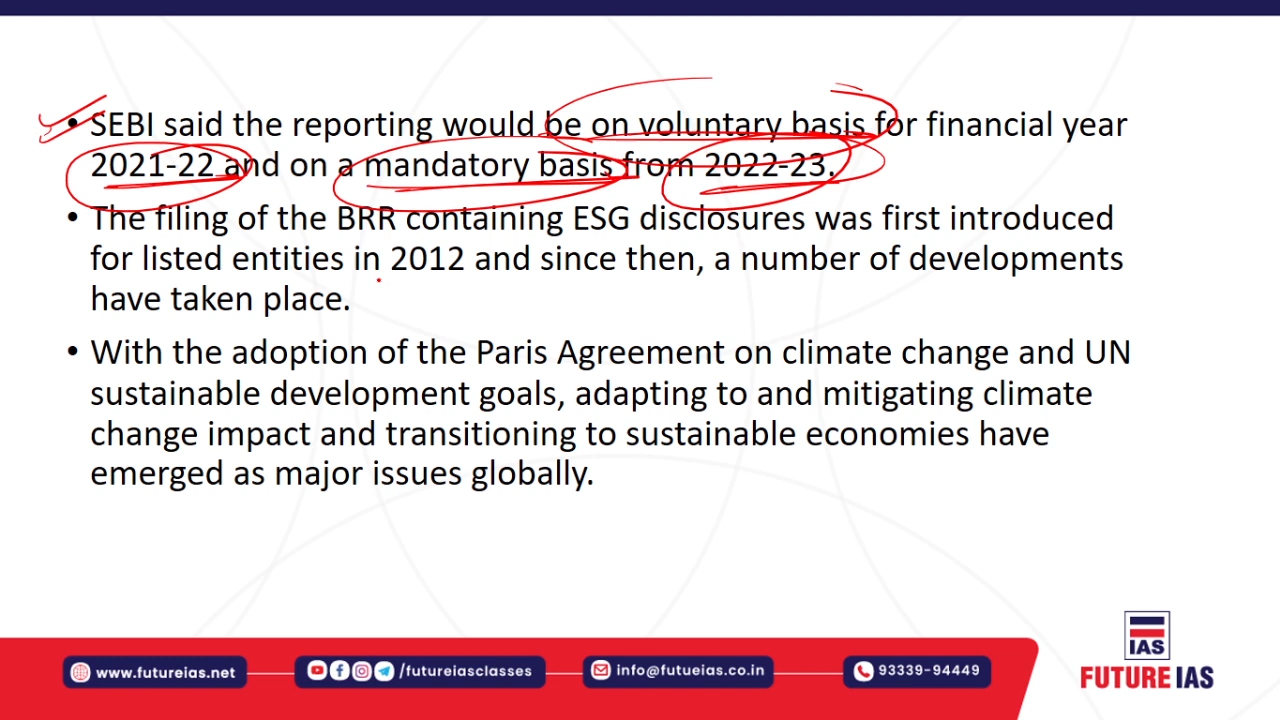 • SEBI said the reporting would be on voluntary basis for financial year
2021-22 and on a mandatory basis from 2022-23.
• The filing of the BRR containing ESG disclosures was first introduced
for listed entities in 2012 and since then, a number of developments
have taken place.
• With the adoption of the Paris Agreement on climate change and UN
sustainable development goals, adapting to and mitigating climate
change impact and transitioning to sustainable economies have
emerged as major issues globally.
IAS
FUTURE IAS
www.futureias.net
/futureiasclasses
info@futueias.co.in
93339-94449